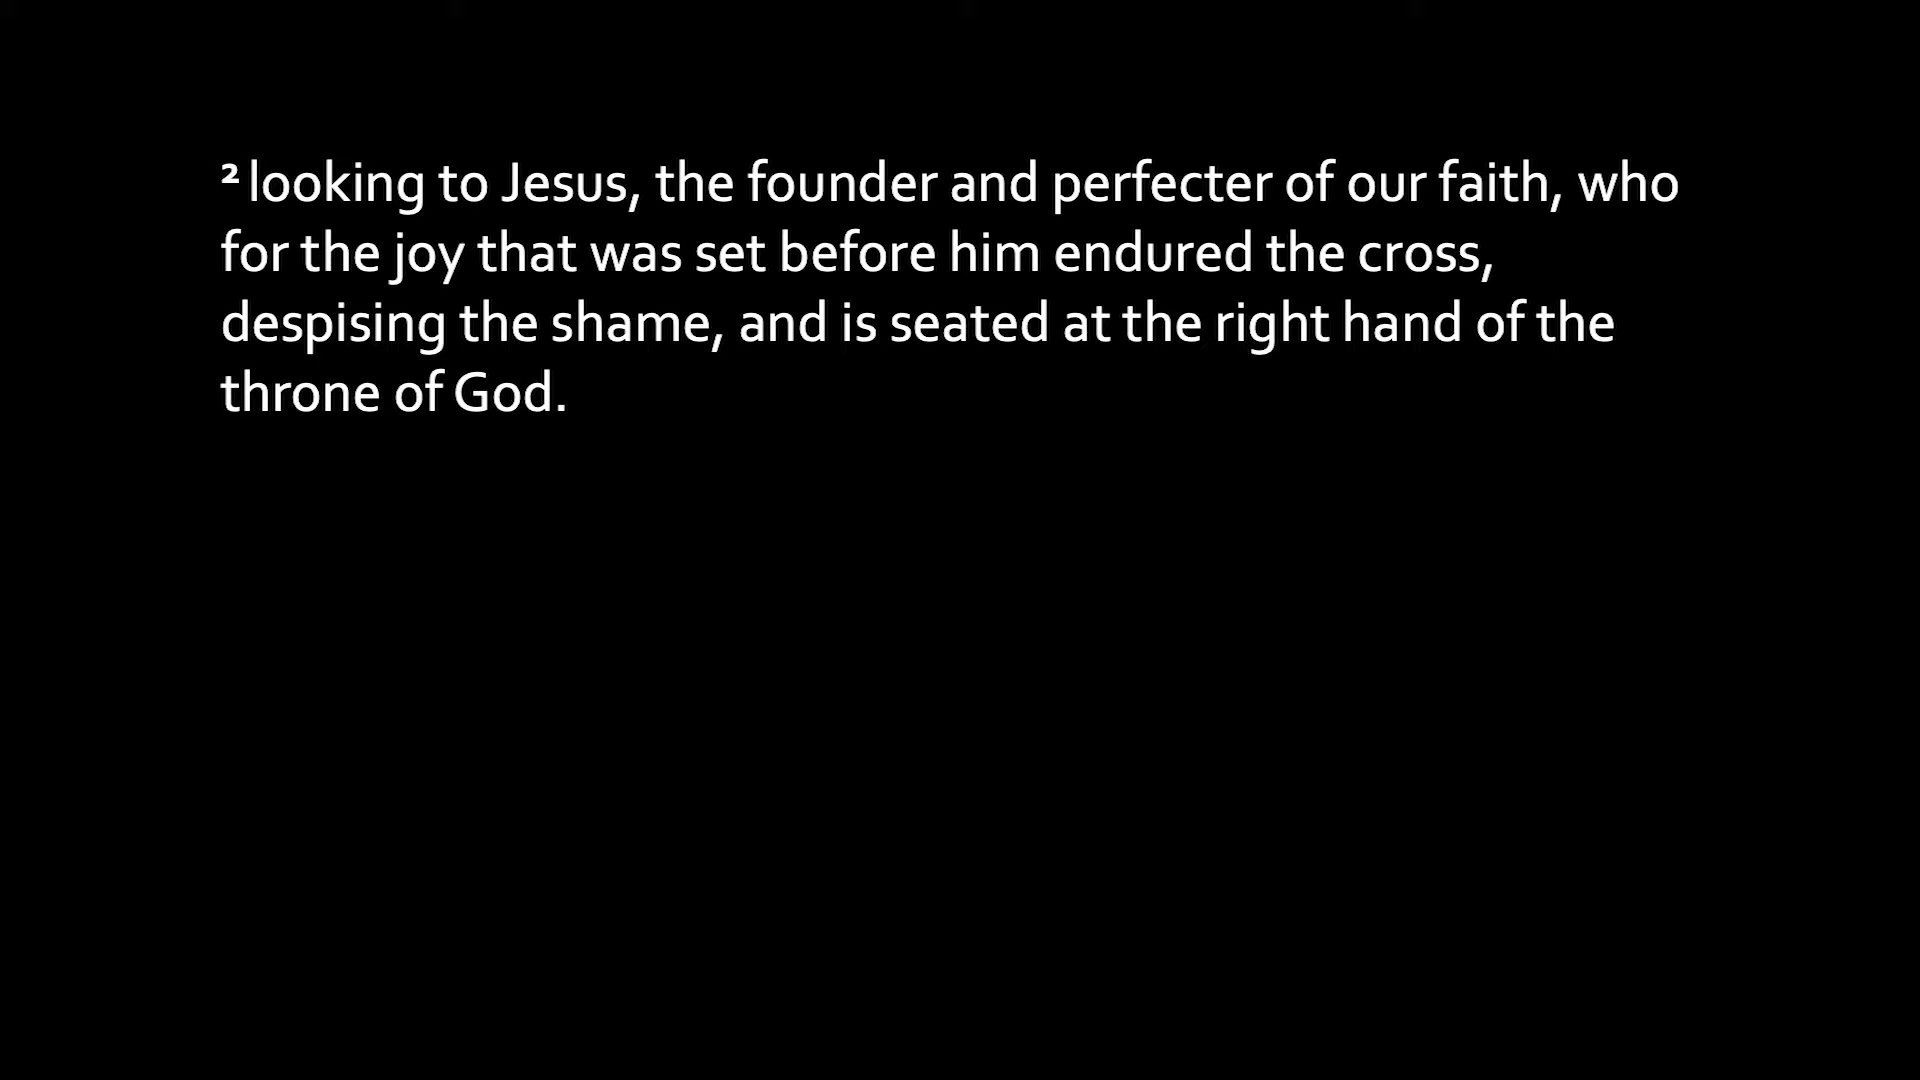 ² looking to Jesus, the founder and perfecter of our faith, who
for the joy that was set before him endured the cross,
despising the shame, and is seated at the right hand of the
throne of God.